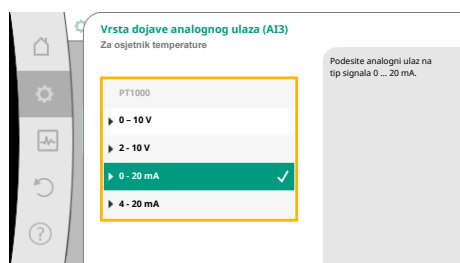 Vrsta dojave analognog ulaza (AI3)
Za osjetnik temperature
Podesite analogni ulaz na
tip signala 0 ... 20 mA.
PT1000
0 – 10 V
2 - 10 V
0 - 20 mA
4 - 20 mA